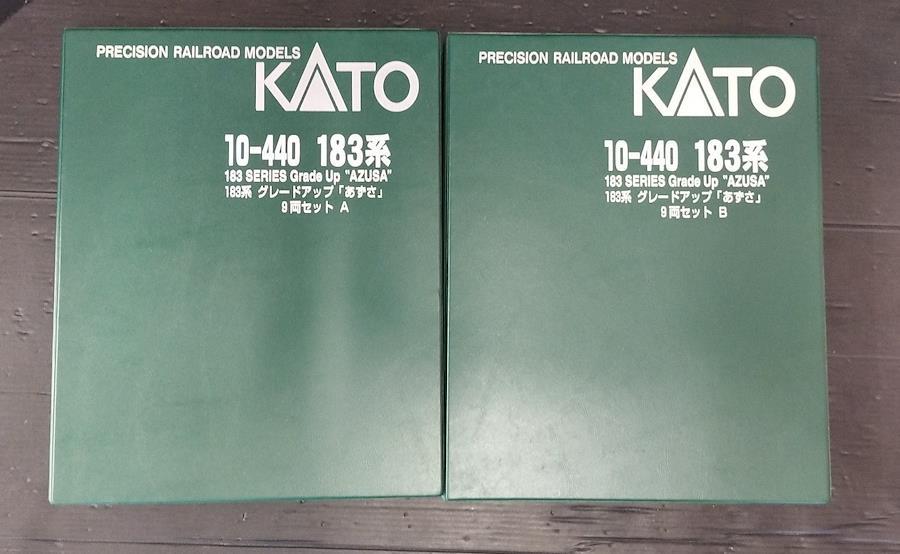 PRECISION RAILROAD MODELS
KATO
10-440 183系
183 SERIES Grade Up "AZUSA"
183系 グレードアップ「あずさ」
9両セット A
PRECISION RAILROAD MODELS
KATO
10-440 183系
183 SERIES Grade Up "AZUSA"
183系 グレードアップ「あずさ」
9両セット B